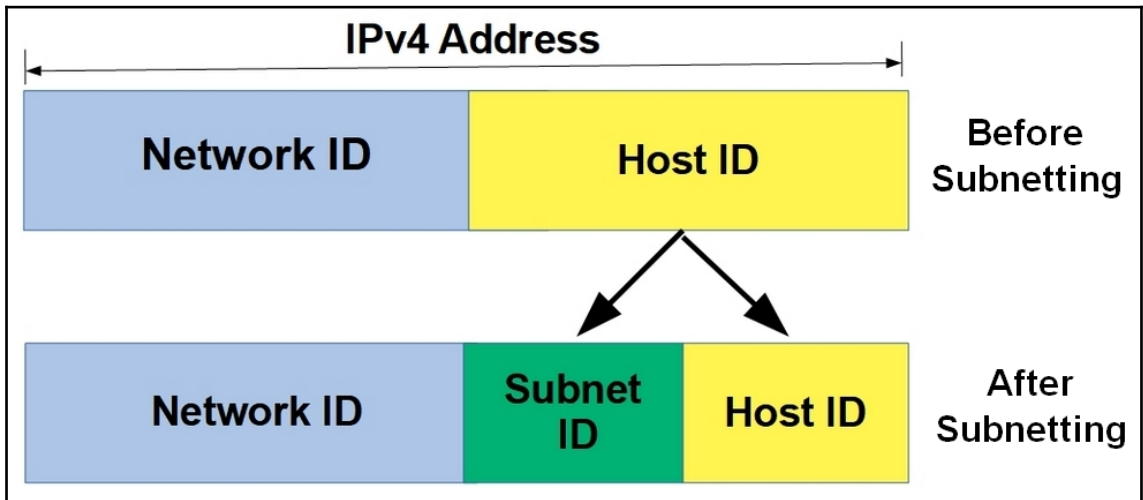 IPv4 Address
Network ID
Host ID
Before
Subnetting
Network ID
Subnet
ID
Host ID
After
Subnetting